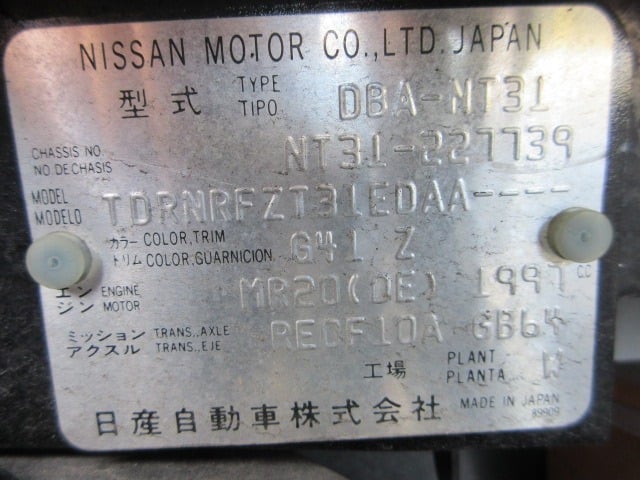 NISSAN MOTOR CO.,LTD. JAPAN
型式 TYPE TIPO DBA-NT31
CHASSIS NO. NO.DE CHASIS NT31-227739
MODEL MODELO TDRNRFZT31EDAA----
カラー COLOR,TRIM トリム COLOR,GUARNICION G41 Z
エンジン ENGINE MOTOR MR20(DE) 1997 CC
ミッション TRANS.,AXLE アクスル TRANS.,EJE RE0F10A GB64
工場 PLANT PLANTA W
日産自動車株式会社 MADE IN JAPAN
89909